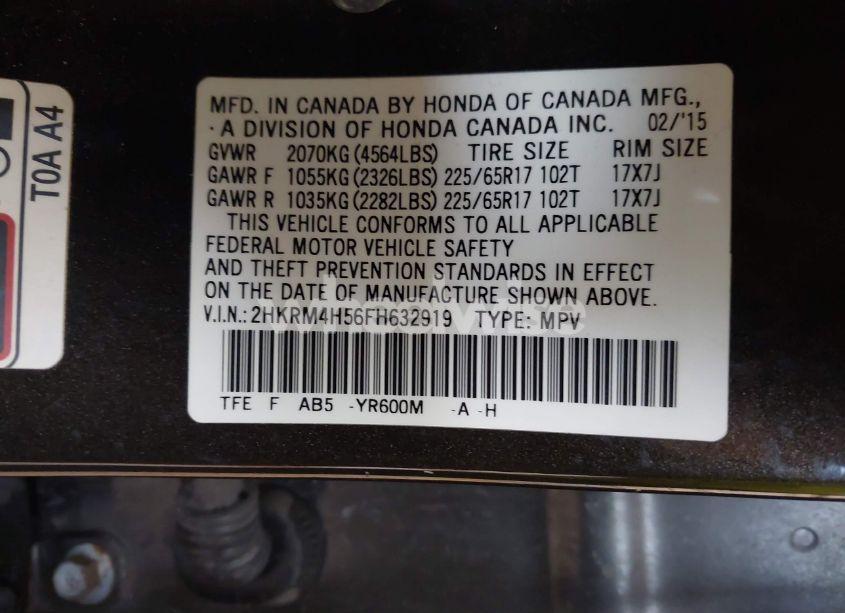 T0A A4
MFD. IN CANADA BY HONDA OF CANADA MFG.,
A DIVISION OF HONDA CANADA INC. 02/'15
GVWR 2070KG (4564LBS) TIRE SIZE RIM SIZE
GAWR F 1055KG (2326LBS) 225/65R17 102T 17X7J
GAWR R 1035KG (2282LBS) 225/65R17 102T 17X7J
THIS VEHICLE CONFORMS TO ALL APPLICABLE
FEDERAL MOTOR VEHICLE SAFETY
AND THEFT PREVENTION STANDARDS IN EFFECT
ON THE DATE OF MANUFACTURE SHOWN ABOVE.
V.I.N.: 2HKRM4H56FH632919 TYPE: MPV
TFE F AB5 -YR600M -A -H